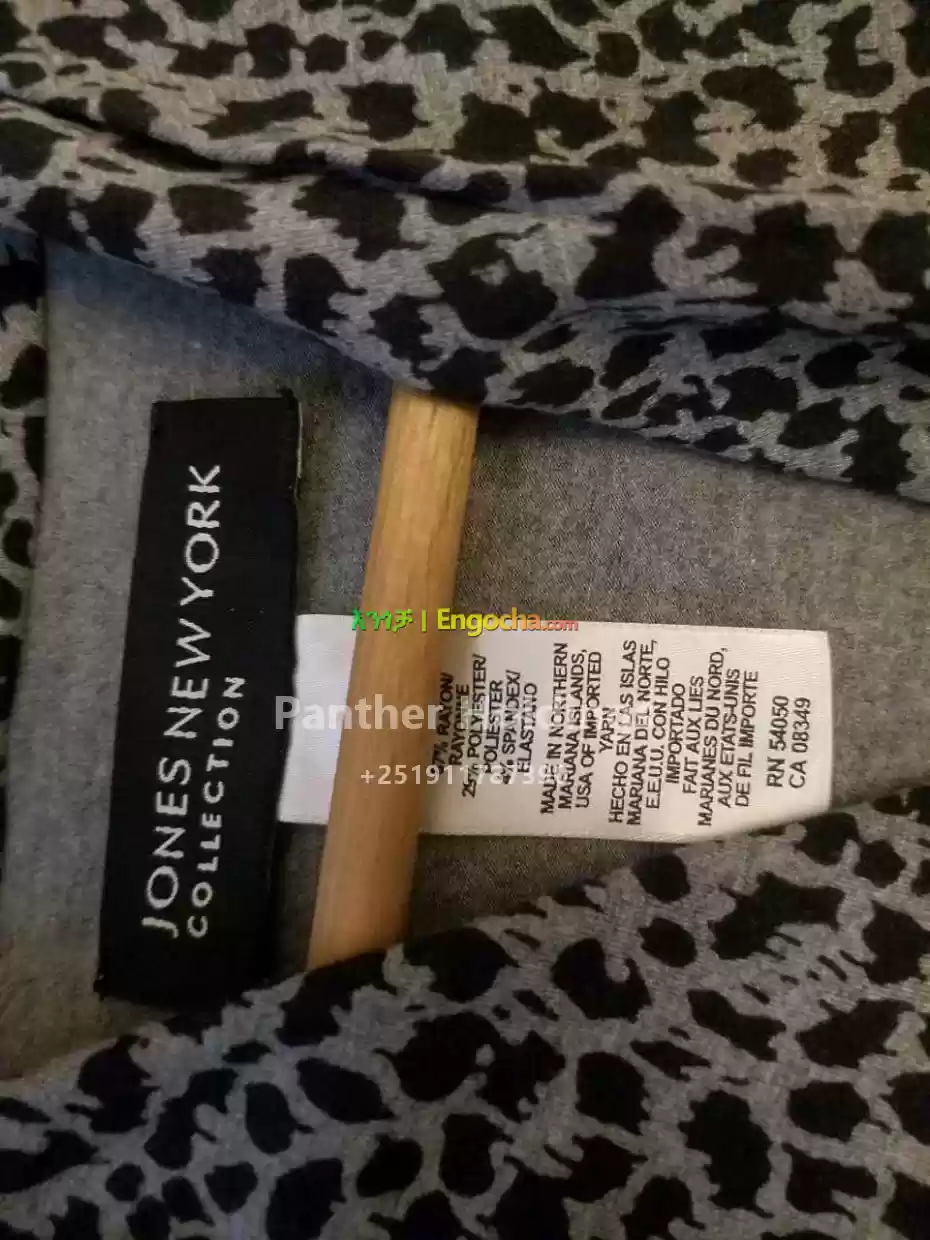 JONES NEW YORK
COLLECTION
RAYON/
RAYONNE
POLYESTER/
POLIESTER
SPANDEX/
ELASTANO
MADE IN NORTHERN
MARIANA ISLANDS,
USA OF IMPORTED
YARN
HECHO EN LAS ISLAS
MARIANA DEL NORTE,
E.E.U.U. CON HILO
IMPORTADO
FAIT AUX LIES
MARIANES DU NORD,
AUX ETATS-UNIS
DE FIL IMPORTE
RN 54050
CA 08349
እንጎቻ | Engocha.com
Panther